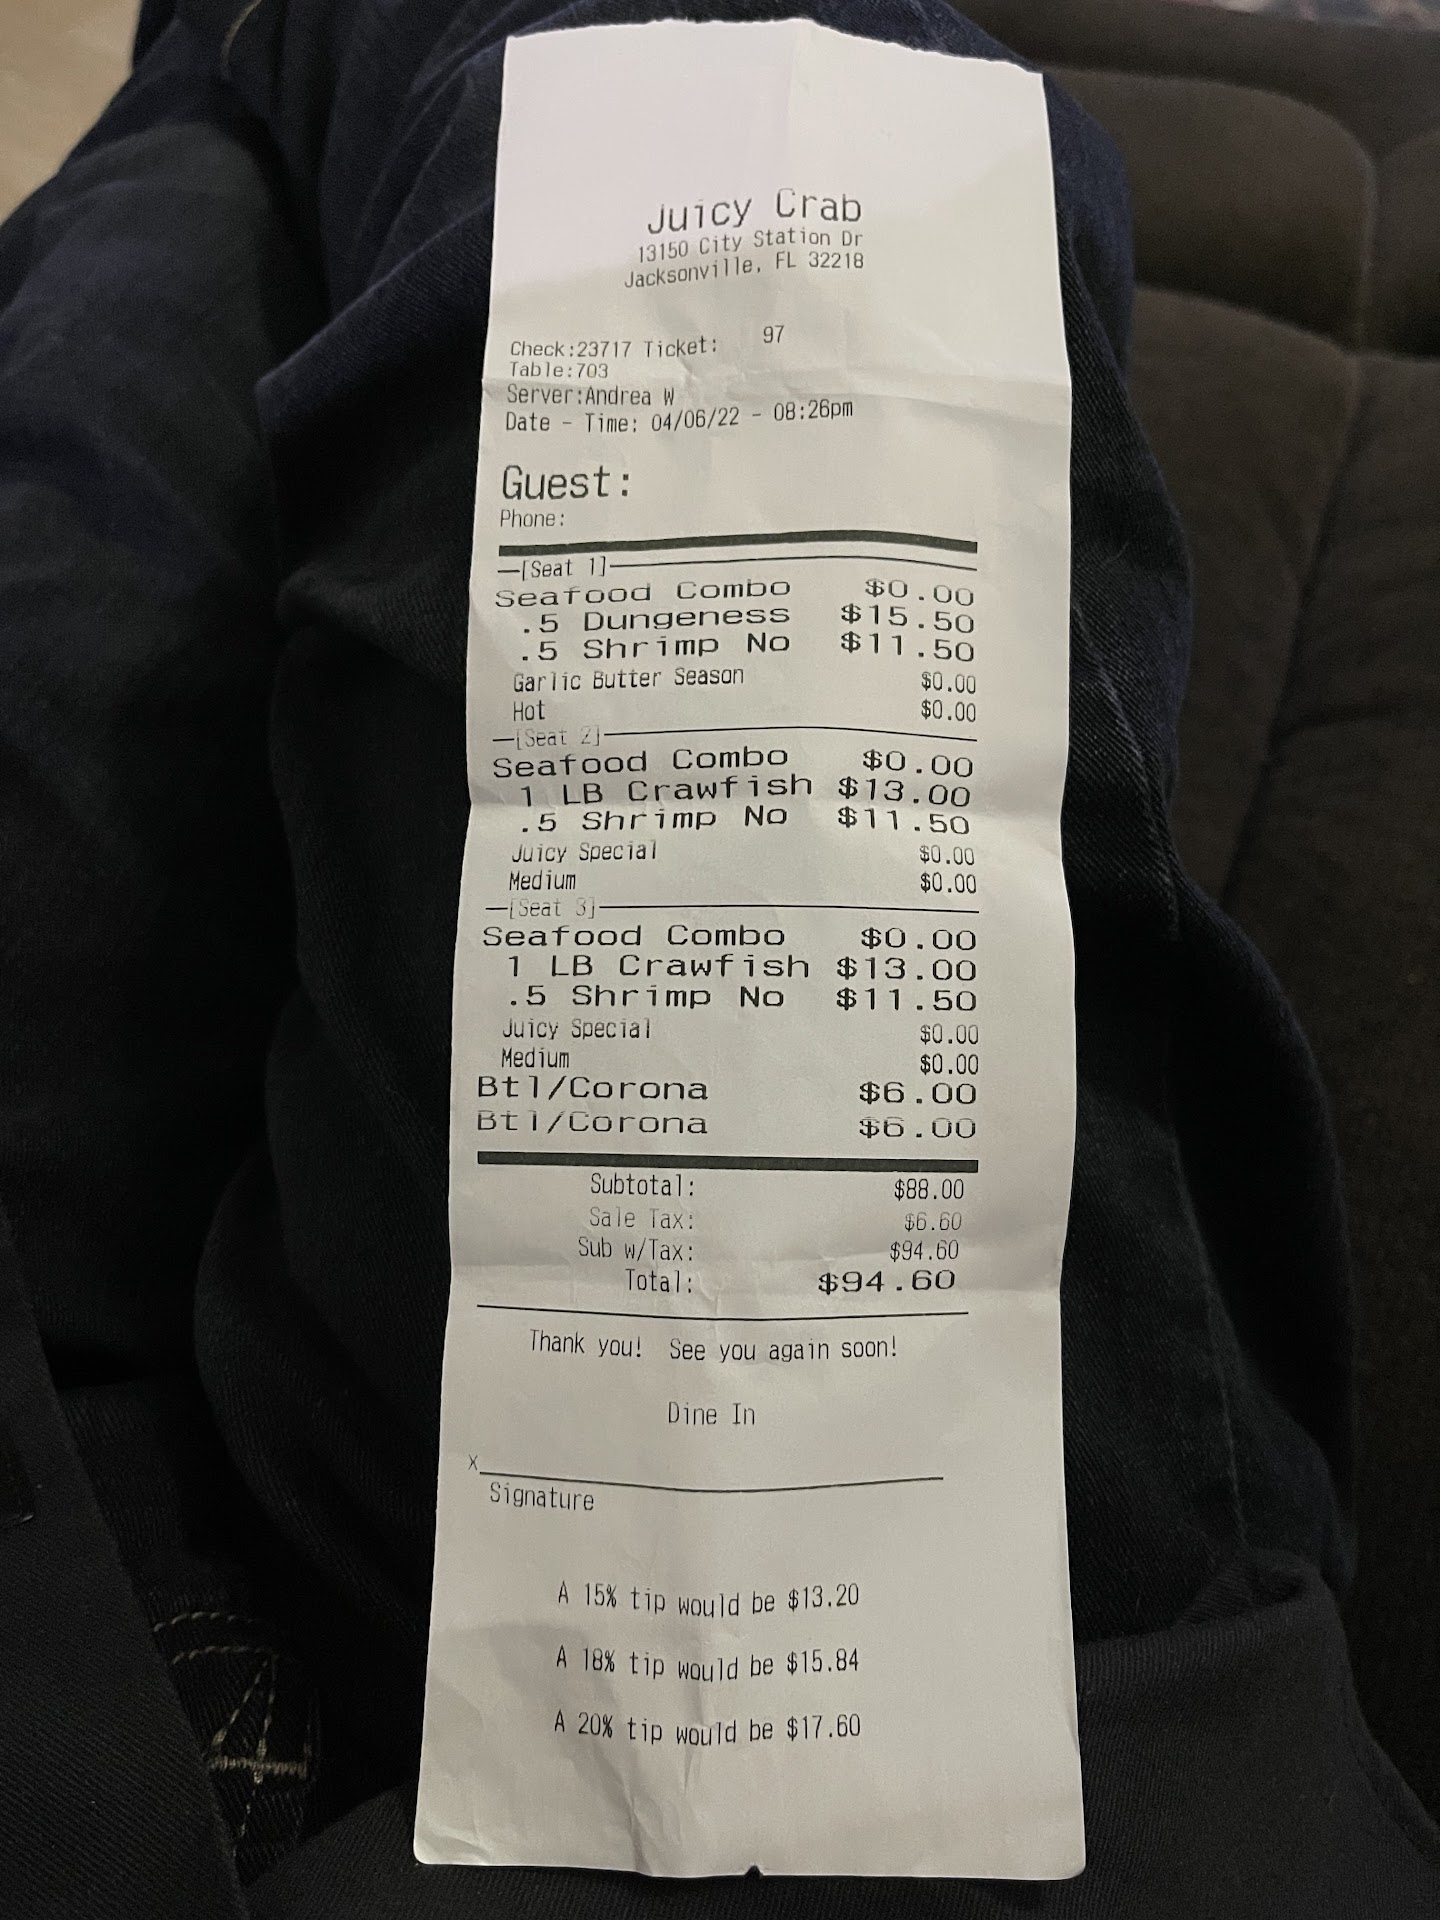 Juicy Crab
13150 City Station Dr
Jacksonville, FL 32218
Check:23717 Ticket: 97
Table:703
Server:Andrea W
Date - Time: 04/06/22 - 08:26pm
Guest:
Phone:
[Seat 1]
Seafood Combo $0.00
.5 Dungeness $15.50
.5 Shrimp No $11.50
Garlic Butter Season $0.00
Hot $0.00
[Seat 2]
Seafood Combo $0.00
1 LB Crawfish $13.00
.5 Shrimp No $11.50
Juicy Special $0.00
Medium $0.00
[Seat 3]
Seafood Combo $0.00
1 LB Crawfish $13.00
.5 Shrimp No $11.50
Juicy Special $0.00
Medium $0.00
Btl/Corona $6.00
Btl/Corona $6.00
Subtotal: $88.00
Sale Tax: $6.60
Sub w/Tax: $94.60
Total: $94.60
Thank you! See you again soon!
Dine In
x
Signature
A 15% tip would be $13.20
A 18% tip would be $15.84
A 20% tip would be $17.60